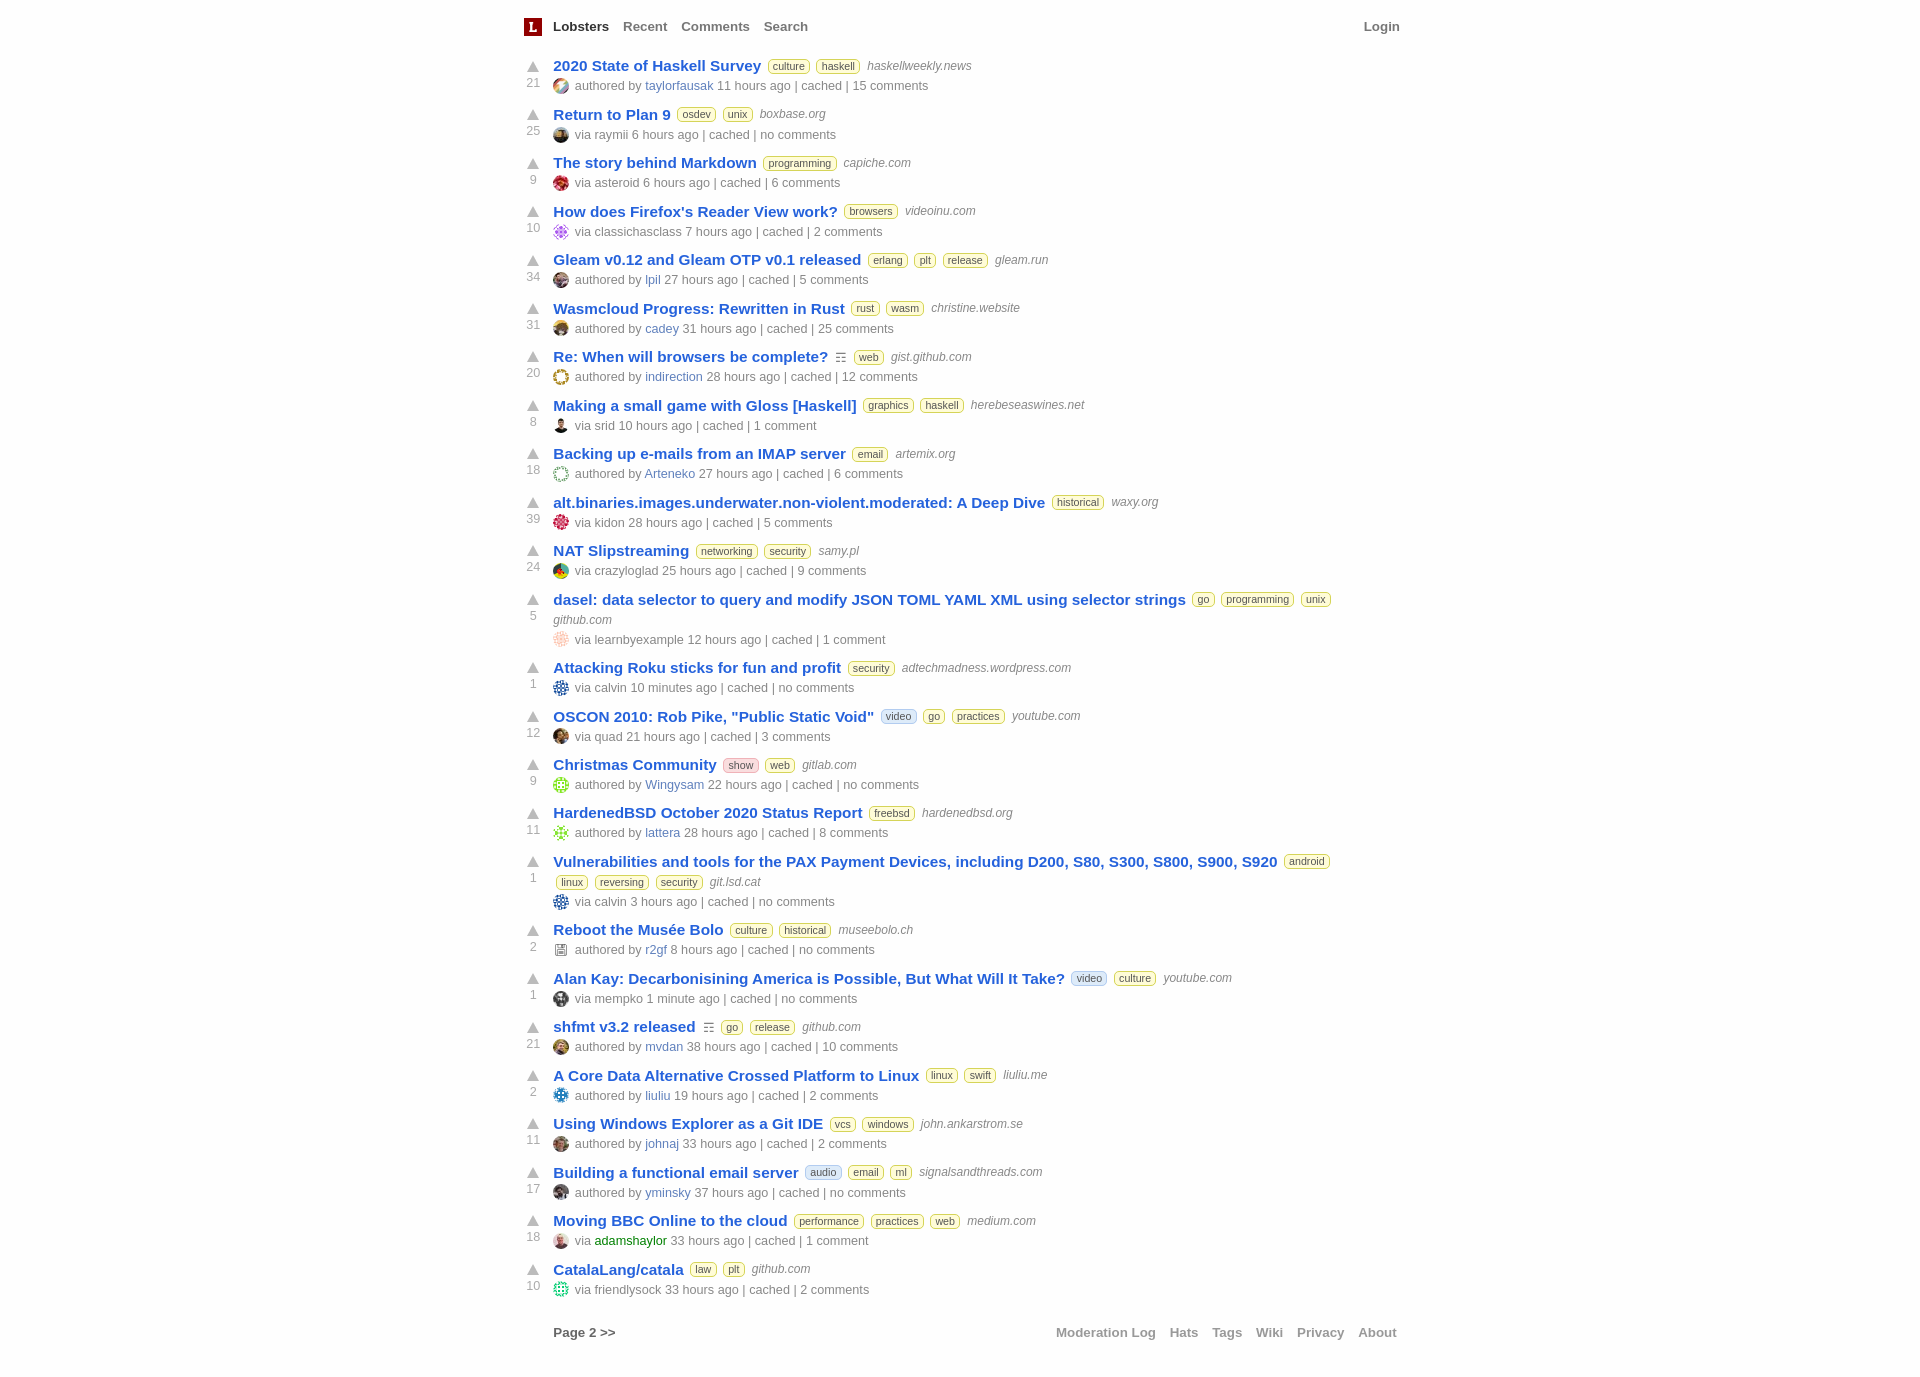 L Lobsters Recent Comments Search Login
2020 State of Haskell Survey culture haskell haskellweekly.news
21 authored by taylorfausak 11 hours ago | cached | 15 comments
Return to Plan 9 osdev unix boxbase.org
25 via raymii 6 hours ago | cached | no comments
The story behind Markdown programming capiche.com
9 via asteroid 6 hours ago | cached | 6 comments
How does Firefox's Reader View work? browsers videoinu.com
10 via classichasclass 7 hours ago | cached | 2 comments
Gleam v0.12 and Gleam OTP v0.1 released erlang plt release gleam.run
34 authored by lpil 27 hours ago | cached | 5 comments
Wasmcloud Progress: Rewritten in Rust rust wasm christine.website
31 authored by cadey 31 hours ago | cached | 25 comments
Re: When will browsers be complete? ☶ web gist.github.com
20 authored by indirection 28 hours ago | cached | 12 comments
Making a small game with Gloss [Haskell] graphics haskell herebeseaswines.net
8 via srid 10 hours ago | cached | 1 comment
Backing up e-mails from an IMAP server email artemix.org
18 authored by Arteneko 27 hours ago | cached | 6 comments
alt.binaries.images.underwater.non-violent.moderated: A Deep Dive historical waxy.org
39 via kidon 28 hours ago | cached | 5 comments
NAT Slipstreaming networking security samy.pl
24 via crazyloglad 25 hours ago | cached | 9 comments
dasel: data selector to query and modify JSON TOML YAML XML using selector strings go programming unix
5 github.com
via learnbyexample 12 hours ago | cached | 1 comment
Attacking Roku sticks for fun and profit security adtechmadness.wordpress.com
1 via calvin 10 minutes ago | cached | no comments
OSCON 2010: Rob Pike, "Public Static Void" video go practices youtube.com
12 via quad 21 hours ago | cached | 3 comments
Christmas Community show web gitlab.com
9 authored by Wingysam 22 hours ago | cached | no comments
HardenedBSD October 2020 Status Report freebsd hardenedbsd.org
11 authored by lattera 28 hours ago | cached | 8 comments
Vulnerabilities and tools for the PAX Payment Devices, including D200, S80, S300, S800, S900, S920 android
1 linux reversing security git.lsd.cat
via calvin 3 hours ago | cached | no comments
Reboot the Musée Bolo culture historical museebolo.ch
2 authored by r2gf 8 hours ago | cached | no comments
Alan Kay: Decarbonisining America is Possible, But What Will It Take? video culture youtube.com
1 via mempko 1 minute ago | cached | no comments
shfmt v3.2 released ☶ go release github.com
21 authored by mvdan 38 hours ago | cached | 10 comments
A Core Data Alternative Crossed Platform to Linux linux swift liuliu.me
2 authored by liuliu 19 hours ago | cached | 2 comments
Using Windows Explorer as a Git IDE vcs windows john.ankarstrom.se
11 authored by johnaj 33 hours ago | cached | 2 comments
Building a functional email server audio email ml signalsandthreads.com
17 authored by yminsky 37 hours ago | cached | no comments
Moving BBC Online to the cloud performance practices web medium.com
18 via adamshaylor 33 hours ago | cached | 1 comment
CatalaLang/catala law plt github.com
10 via friendlysock 33 hours ago | cached | 2 comments
Page 2 >> Moderation Log Hats Tags Wiki Privacy About